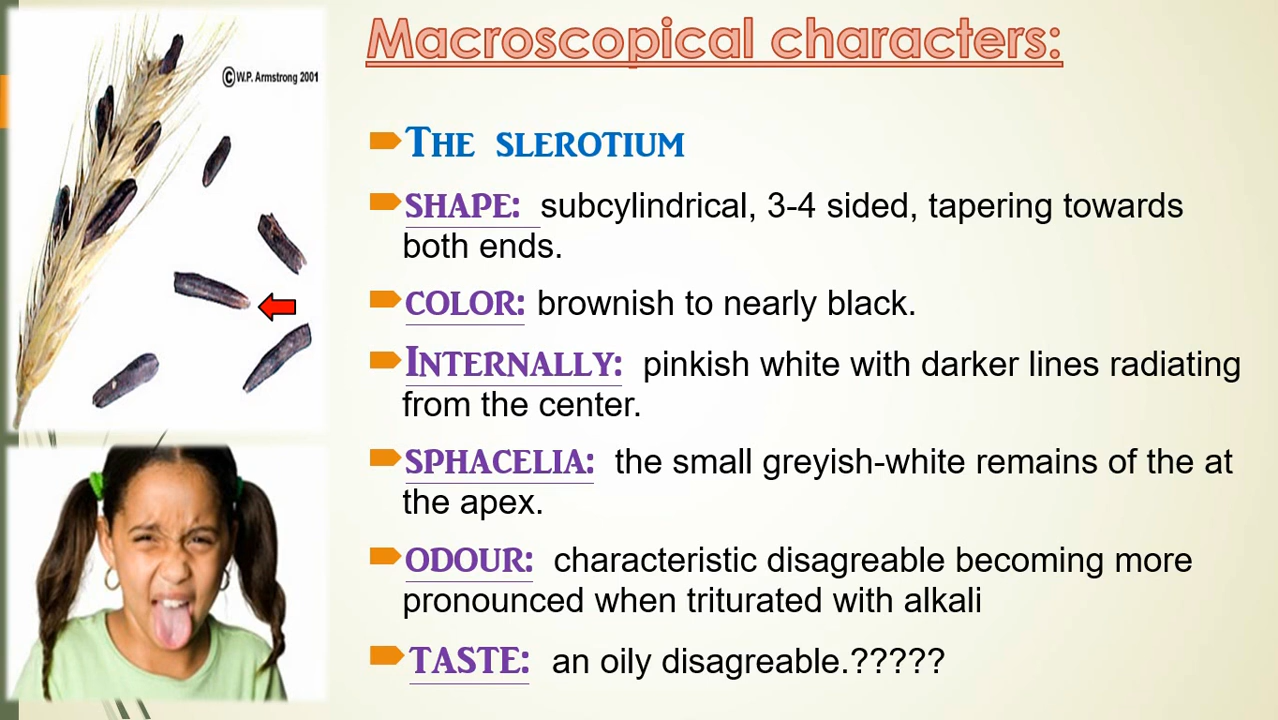 Macroscopical characters:
©W.P. Armstrong 2001
THE SLEROTIUM
SHAPE: subcylindrical, 3-4 sided, tapering towards
both ends.
COLOR: brownish to nearly black.
INTERNALLY: pinkish white with darker lines radiating
from the center.
SPHACELIA: the small greyish-white remains of the at
the apex.
ODOUR: characteristic disagreable becoming more
pronounced when triturated with alkali
TASTE: an oily disagreable.?????